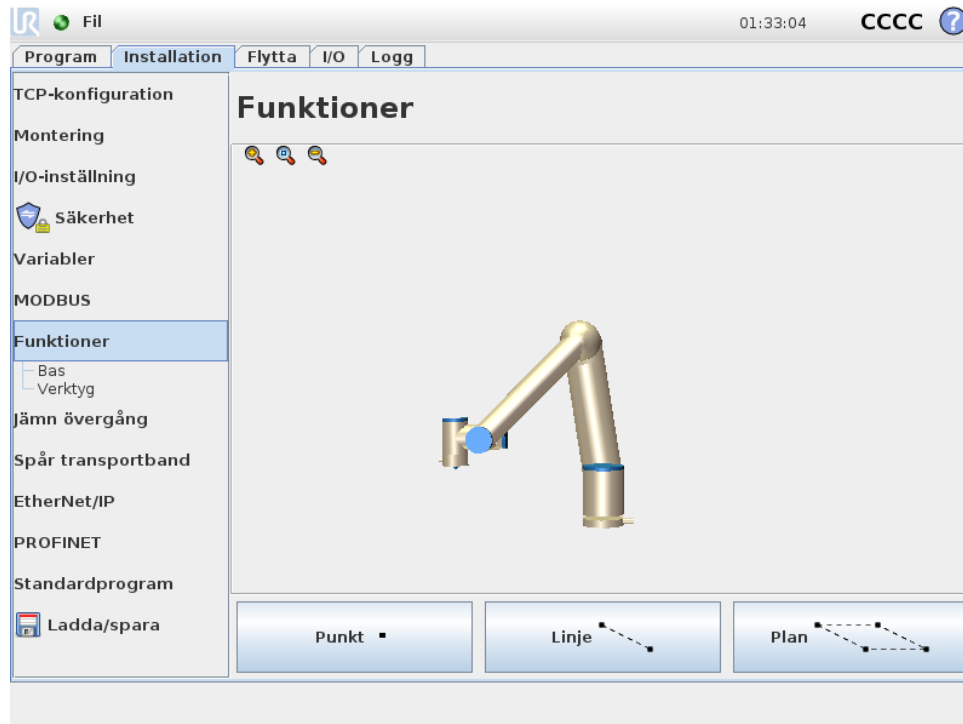 UR Fil 01:33:04 CCCC ?
Program Installation Flytta I/O Logg
TCP-konfiguration
Montering
I/O-inställning
Säkerhet
Variabler
MODBUS
Funktioner
Bas
Verktyg
Jämn övergång
Spår transportband
EtherNet/IP
PROFINET
Standardprogram
Ladda/spara
Funktioner
Punkt
Linje
Plan